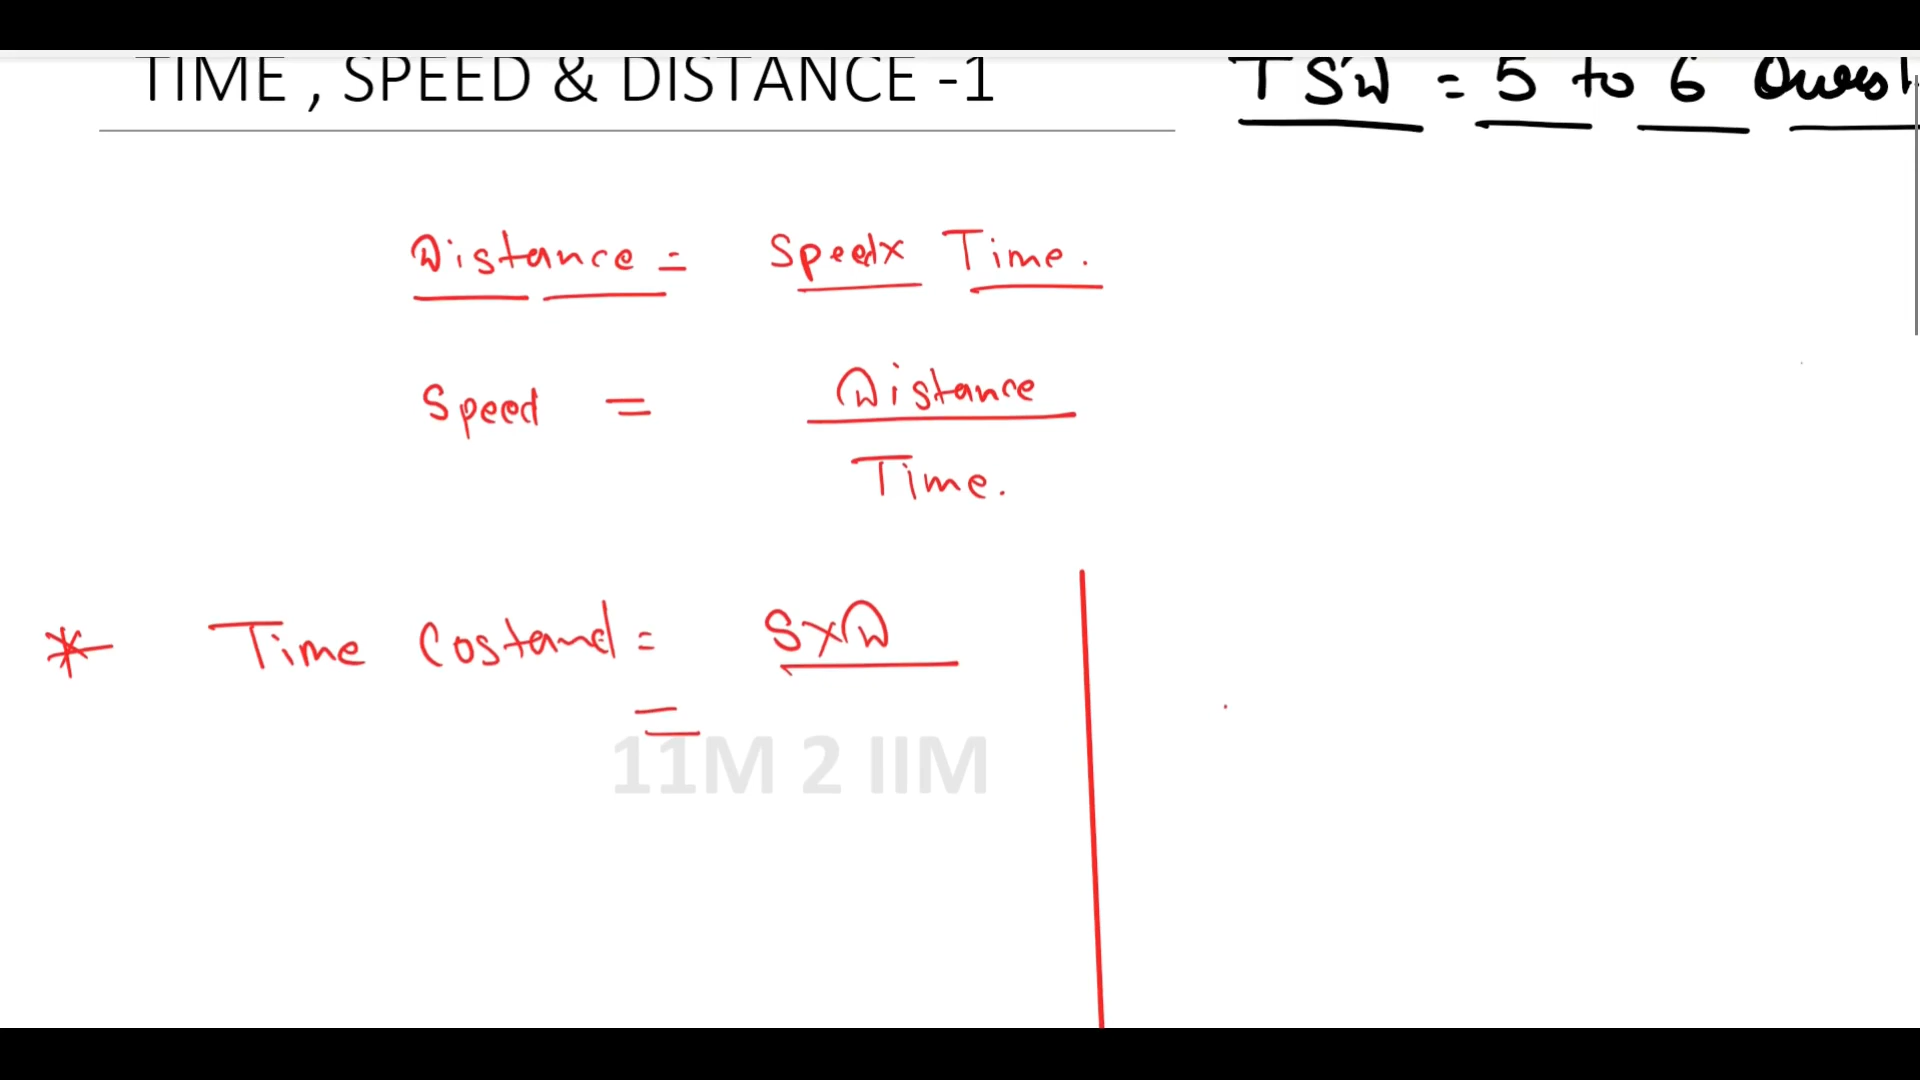 TIME , SPEED & DISTANCE -1
TSD = 5 to 6 Quest
Distance = Speed x Time.
Speed = Distance
Time.
* Time Costand = S x D
=
11M 2 IIM